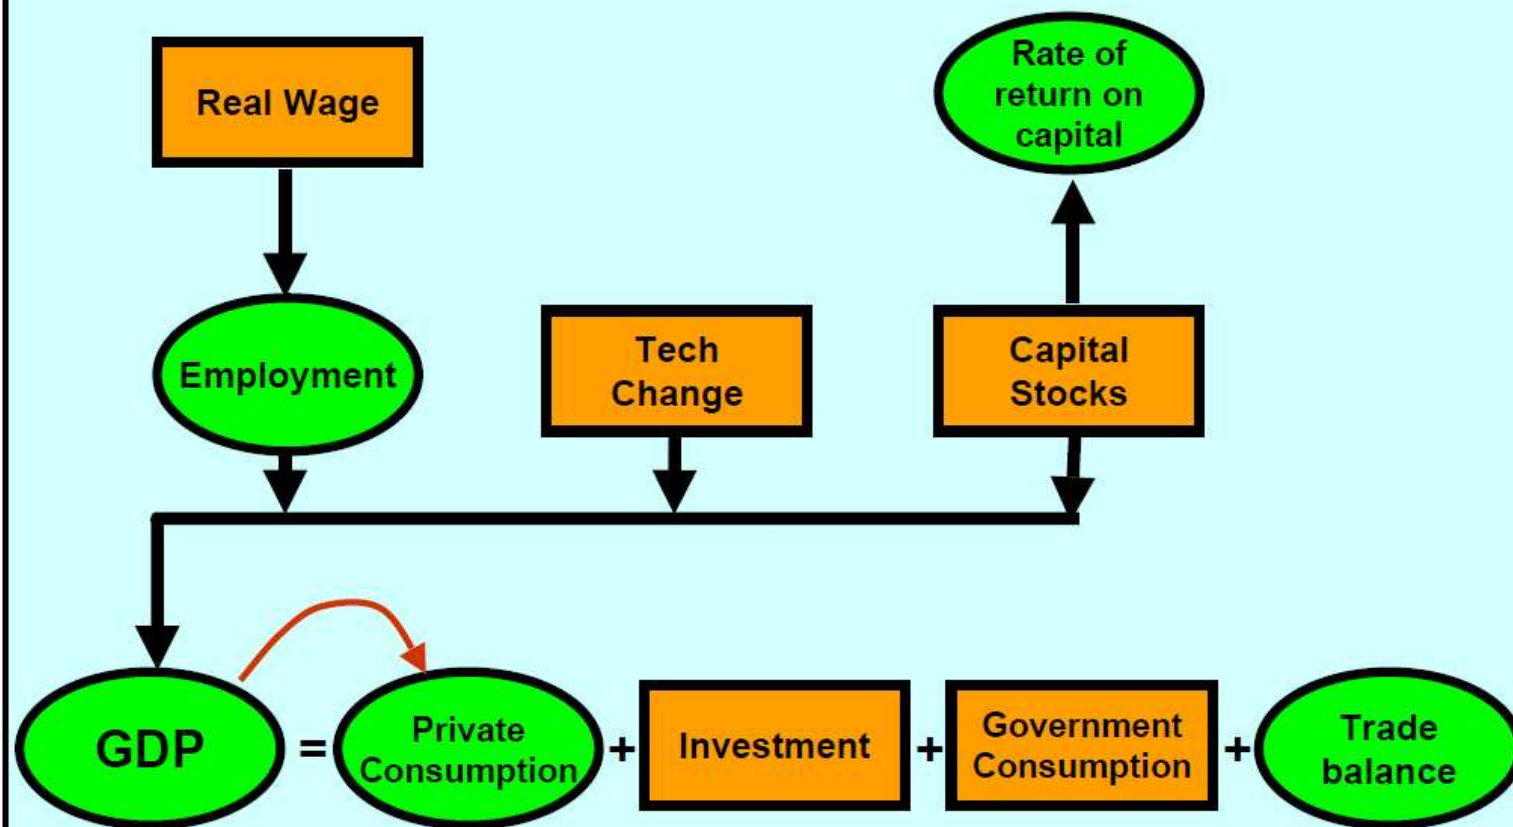 Real Wage
Rate of
return on
capital
Employment
Tech
Change
Capital
Stocks
GDP
=
Private
Consumption
+
Investment
+
Government
Consumption
+
Trade
balance